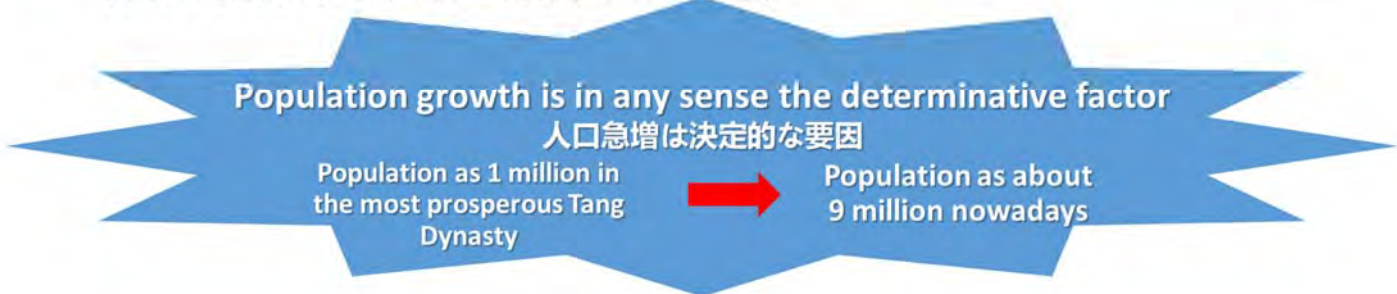 Population growth is in any sense the determinative factor
人口急増は決定的な要因
Population as 1 million in
the most prosperous Tang
Dynasty
Population as about
9 million nowadays